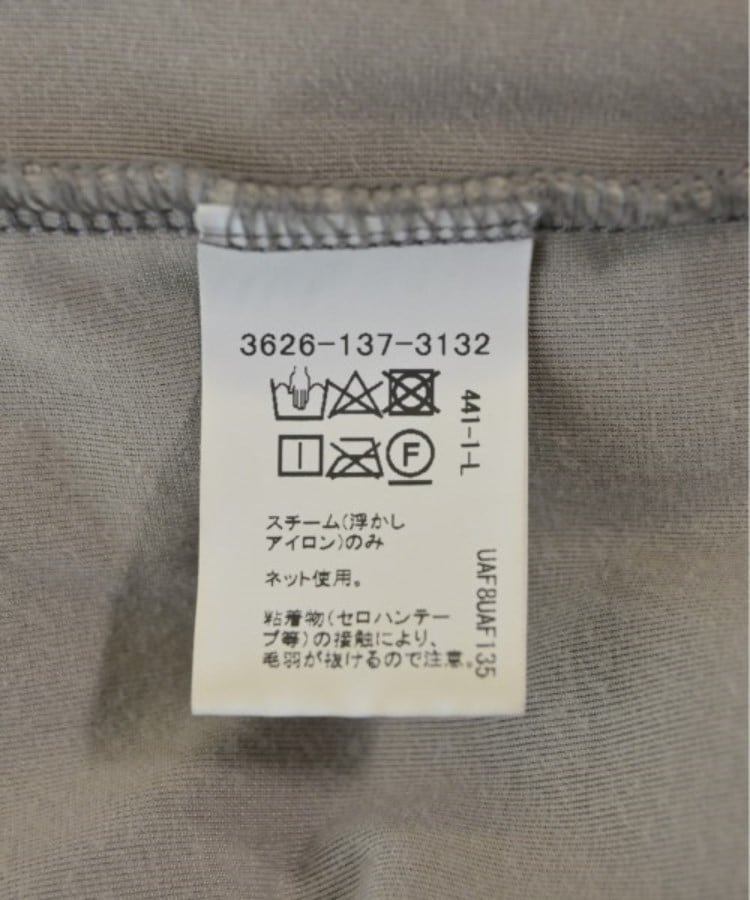 3626-137-3132
441-1-L
F
スチーム(浮かし
アイロン)のみ
ネット使用。
粘着物(セロハンテー
プ等)の接触により、
毛羽が抜けるので注意。
UAF8UAF135